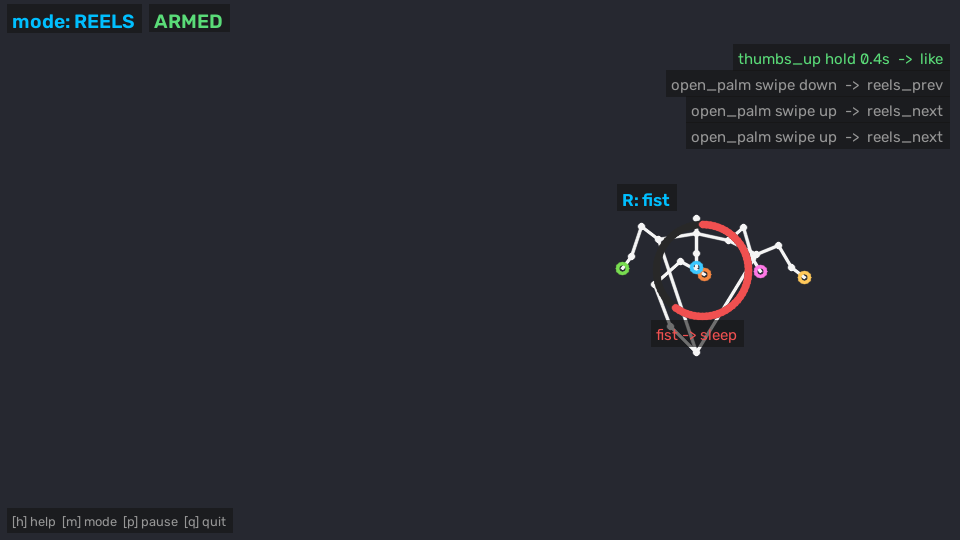 mode: REELS ARMED
thumbs_up hold 0.4s -> like
open_palm swipe down -> reels_prev
open_palm swipe up -> reels_next
open_palm swipe up -> reels_next
R: fist
fist -> sleep
[h] help [m] mode [p] pause [q] quit